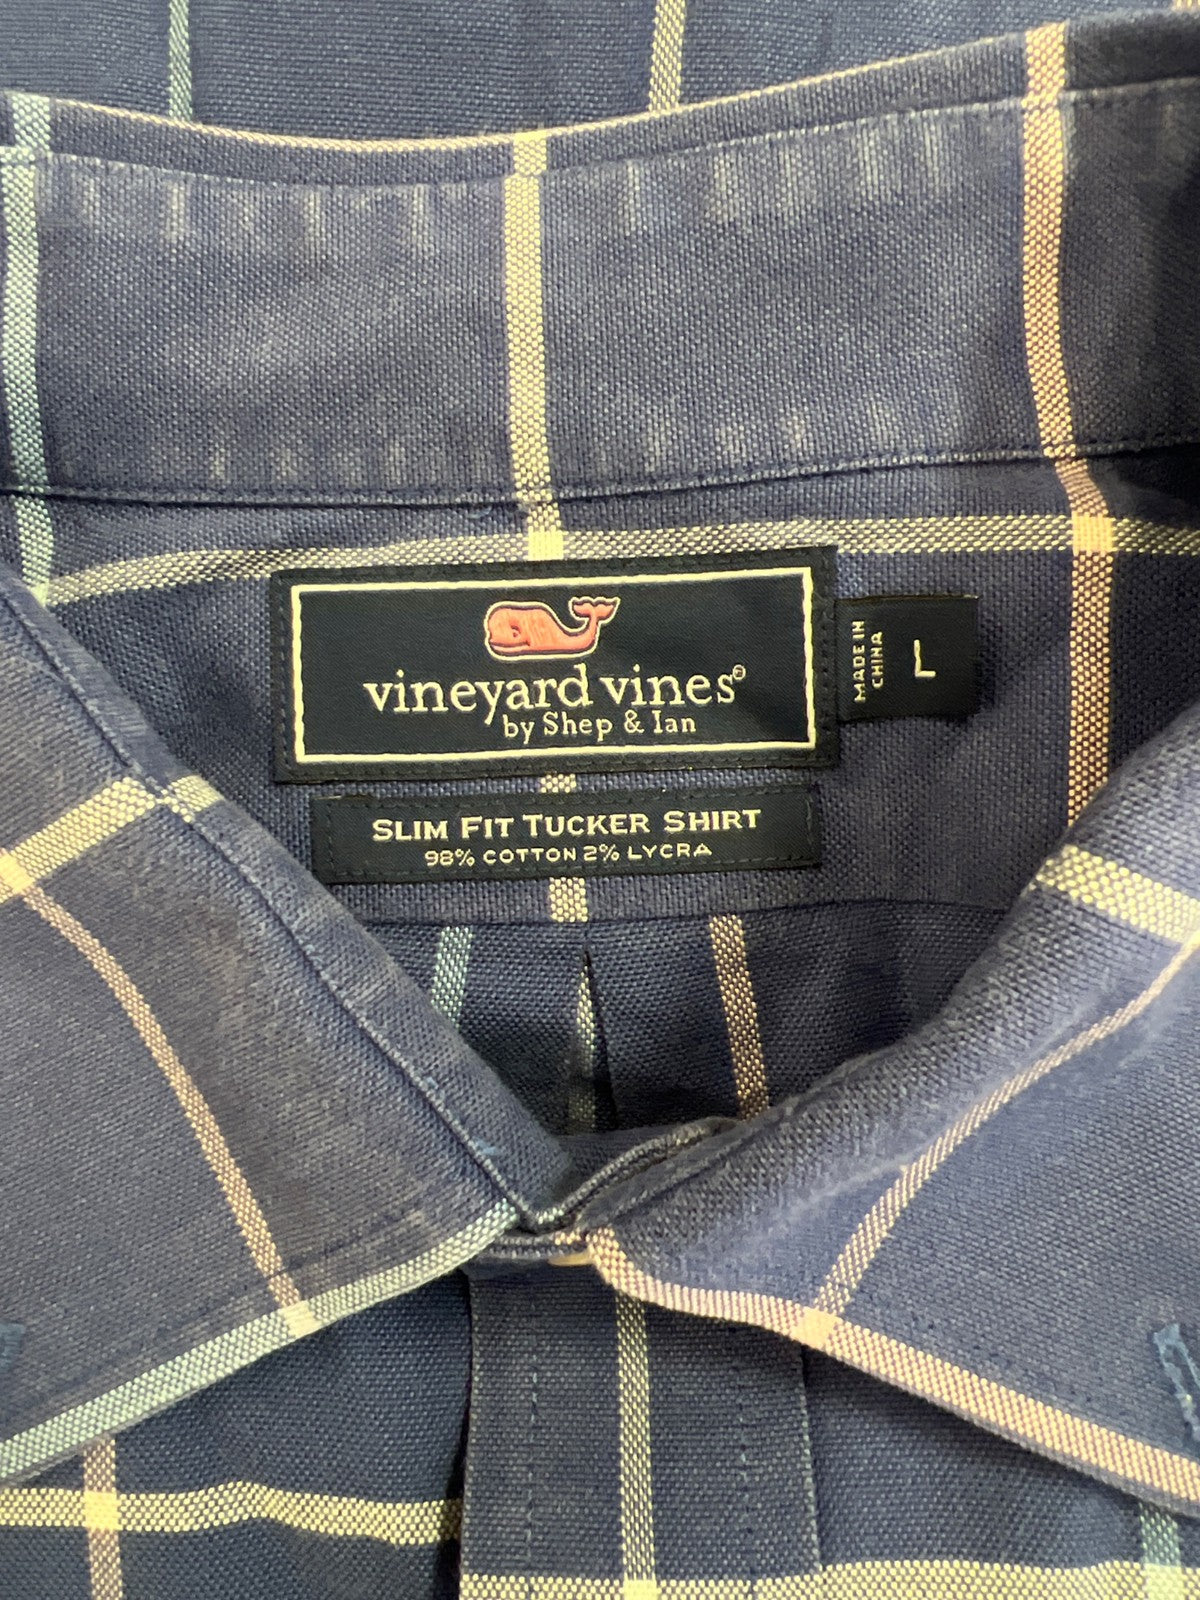 vineyard vines®
by Shep & Ian
MADE IN
CHINA
L
SLIM FIT TUCKER SHIRT
98% COTTON 2% LYCRA